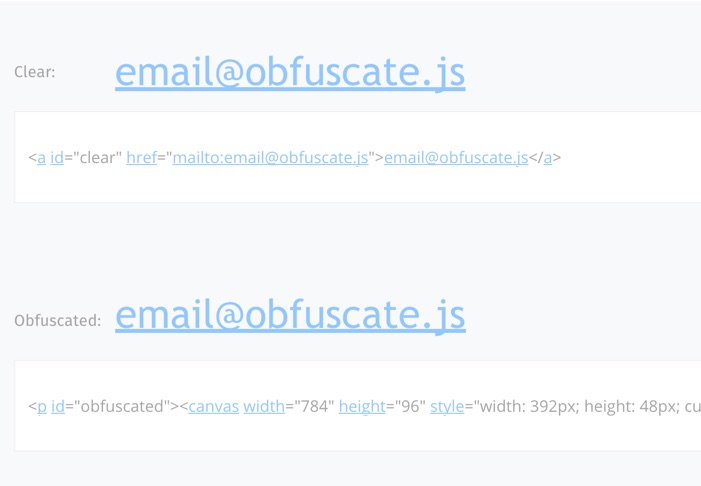 Clear: email@obfuscate.js
<a id="clear" href="mailto:email@obfuscate.js">email@obfuscate.js</a>
Obfuscated: email@obfuscate.js
<p id="obfuscated"><canvas width="784" height="96" style="width: 392px; height: 48px; cu